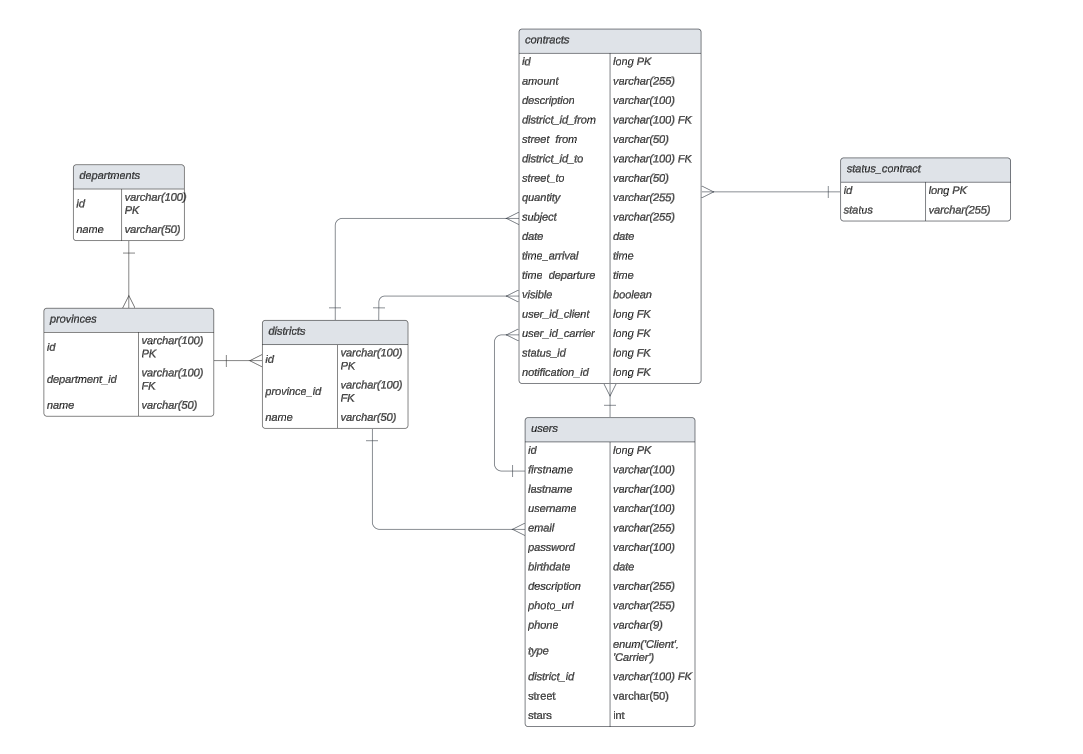 contracts
id long PK
amount varchar(255)
description varchar(100)
district_id_from varchar(100) FK
street_from varchar(50)
district_id_to varchar(100) FK
street_to varchar(50)
quantity varchar(255)
subject varchar(255)
date date
time_arrival time
time_departure time
visible boolean
user_id_client long FK
user_id_carrier long FK
status_id long FK
notification_id long FK
status_contract
id long PK
status varchar(255)
departments
id varchar(100)
PK
name varchar(50)
provinces
id varchar(100)
PK
department_id varchar(100)
FK
name varchar(50)
districts
id varchar(100)
PK
province_id varchar(100)
FK
name varchar(50)
users
id long PK
firstname varchar(100)
lastname varchar(100)
username varchar(100)
email varchar(255)
password varchar(100)
birthdate date
description varchar(255)
photo_url varchar(255)
phone varchar(9)
type enum('Client',
'Carrier')
district_id varchar(100) FK
street varchar(50)
stars int